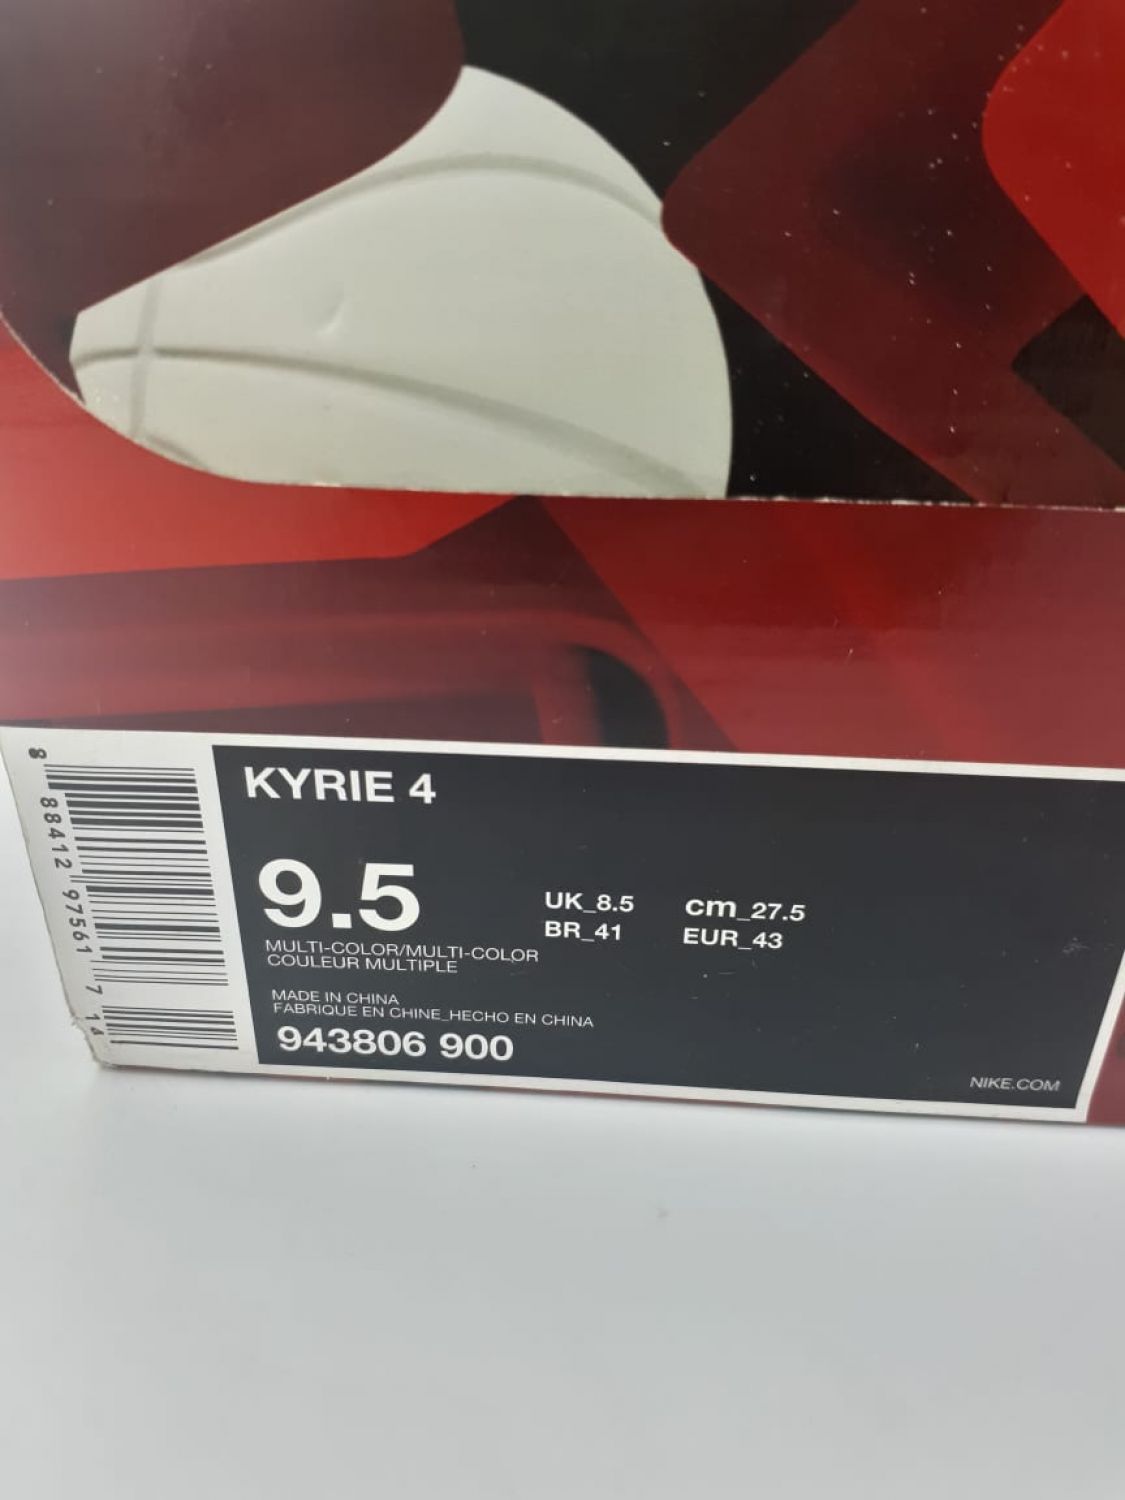 KYRIE 4
9.5
UK_8.5 cm_27.5
BR_41 EUR_43
MULTI-COLOR/MULTI-COLOR
COULEUR MULTIPLE
MADE IN CHINA
FABRIQUE EN CHINE_HECHO EN CHINA
943806 900
NIKE.COM
8 88412 97561 7 14